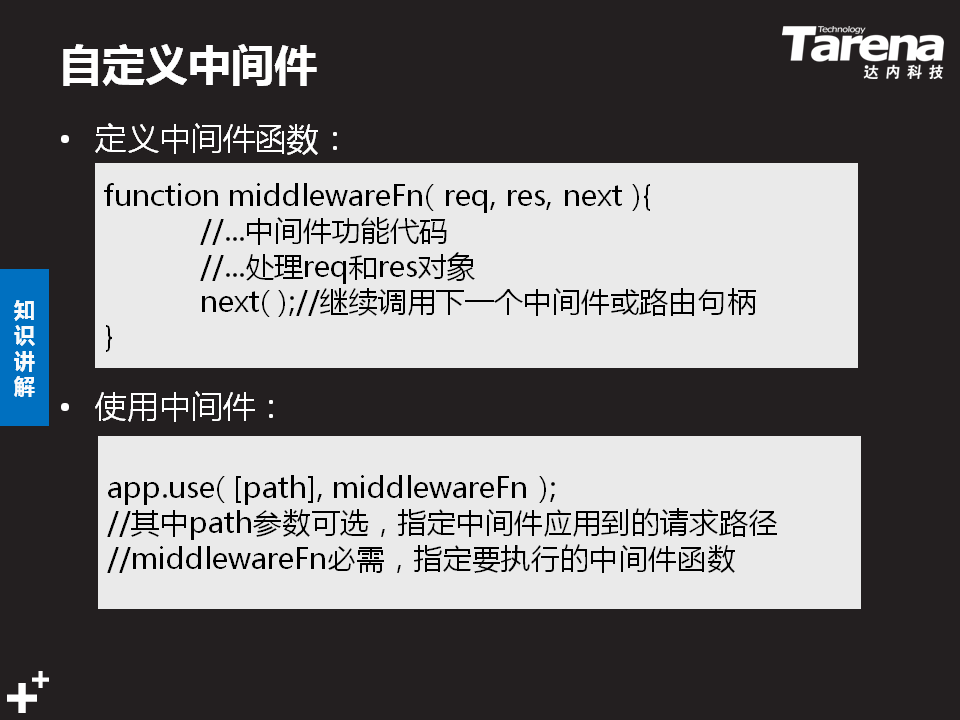 自定义中间件
Technology
Tarena
达内科技
• 定义中间件函数：
function middlewareFn( req, res, next ){
//...中间件功能代码
//...处理req和res对象
next( );//继续调用下一个中间件或路由句柄
}
知识讲解
• 使用中间件：
app.use( [path], middlewareFn );
//其中path参数可选，指定中间件应用到的请求路径
//middlewareFn必需，指定要执行的中间件函数